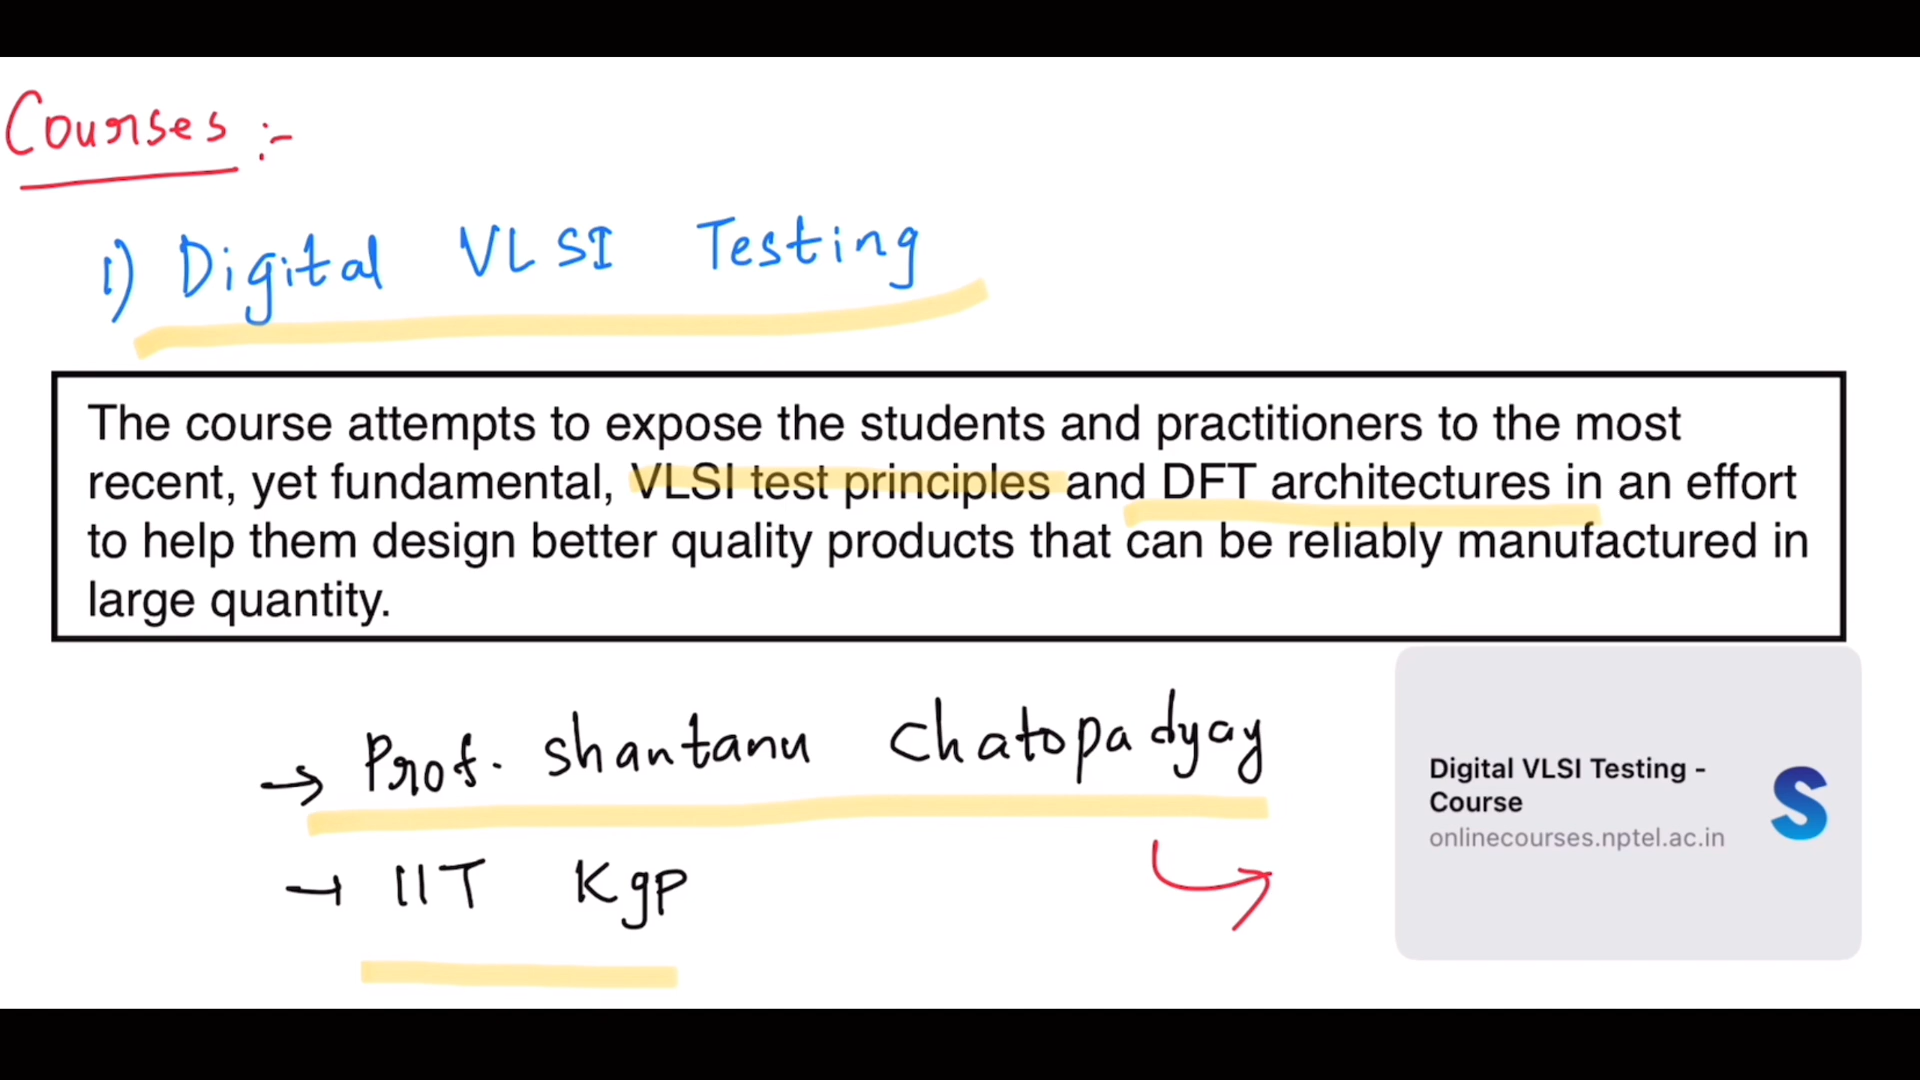 Courses :-
1) Digital VLSI Testing
The course attempts to expose the students and practitioners to the most
recent, yet fundamental, VLSI test principles and DFT architectures in an effort
to help them design better quality products that can be reliably manufactured in
large quantity.
→ Prof. Shantanu Chatopadyay
→ IIT Kgp
Digital VLSI Testing -
Course
onlinecourses.nptel.ac.in